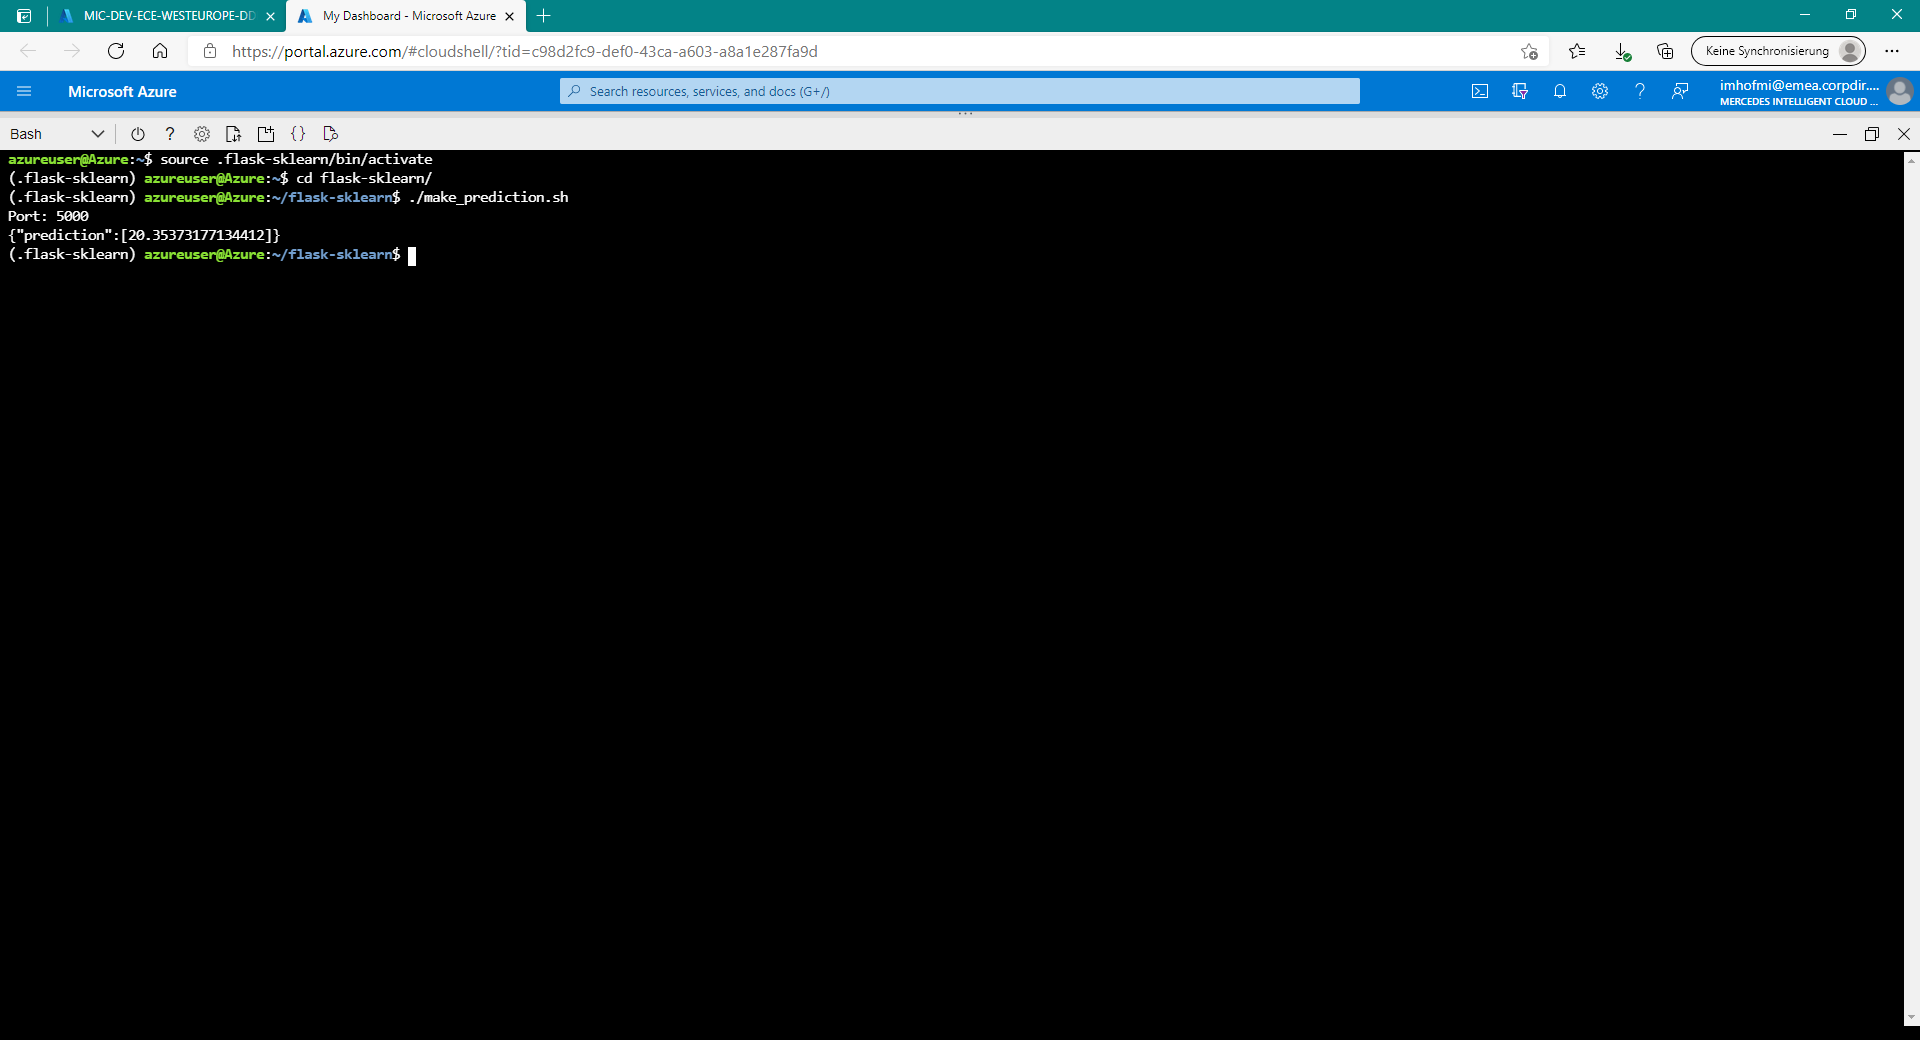 MIC-DEV-ECE-WESTEUROPE-DD
My Dashboard - Microsoft Azure
https://portal.azure.com/#cloudshell/?tid=c98d2fc9-def0-43ca-a603-a8a1e287fa9d
Keine Synchronisierung
Microsoft Azure
Search resources, services, and docs (G+/)
imhofmi@emea.corpdir....
MERCEDES INTELLIGENT CLOUD ...
Bash
azureuser@Azure:~$ source .flask-sklearn/bin/activate
(.flask-sklearn) azureuser@Azure:~$ cd flask-sklearn/
(.flask-sklearn) azureuser@Azure:~/flask-sklearn$ ./make_prediction.sh
Port: 5000
{"prediction":[20.35373177134412]}
(.flask-sklearn) azureuser@Azure:~/flask-sklearn$